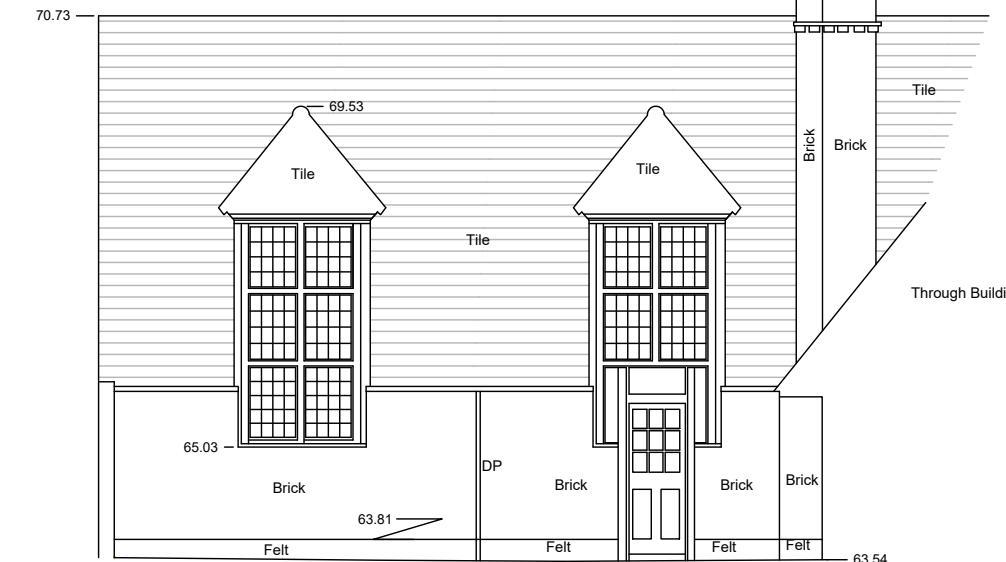 70.73
Tile
69.53
Brick
Brick
Tile
Tile
Tile
Through Buildi
65.03
DP
Brick
Brick
Brick
Brick
63.81
Felt
Felt
Felt
Felt
63.54